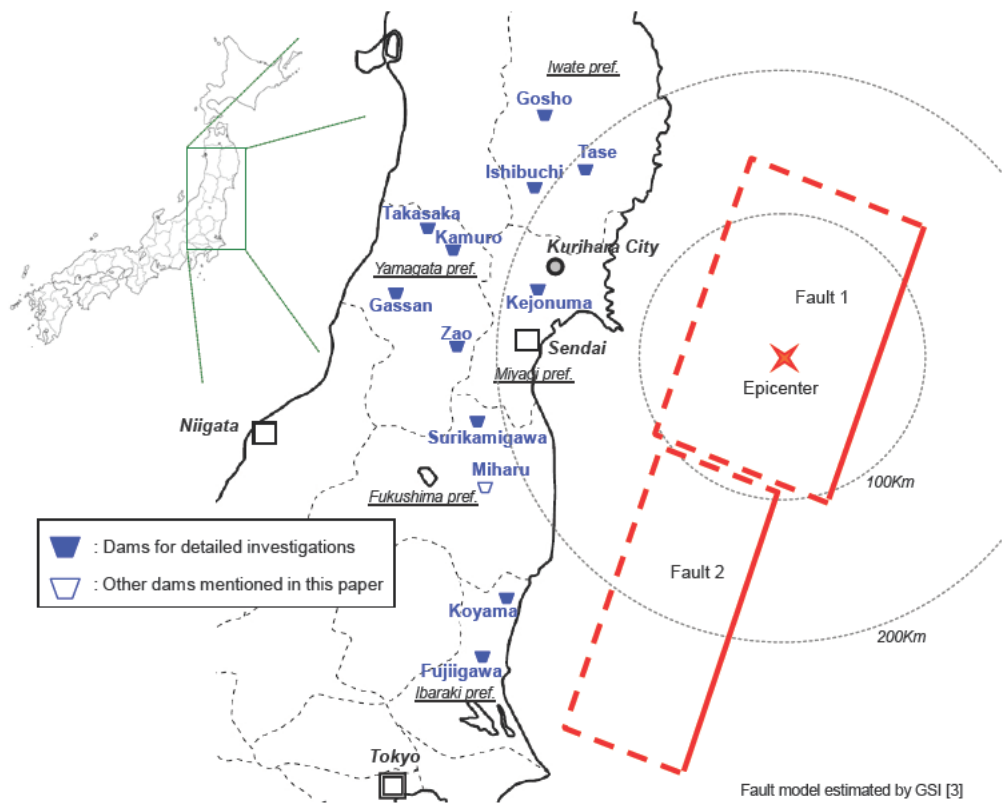 Iwate pref.
Gosho
Tase
Ishibuchi
Takasaka
Kamuro
Kurihara City
Yamagata pref.
Gassan
Kejonuma
Fault 1
Zao
Sendai
Miyagi pref.
Epicenter
Niigata
Surikamigawa
Miharu
100Km
Fukushima pref.
: Dams for detailed investigations
: Other dams mentioned in this paper
Fault 2
Koyama
200Km
Fujiigawa
Ibaraki pref.
Tokyo
Fault model estimated by GSI [3]